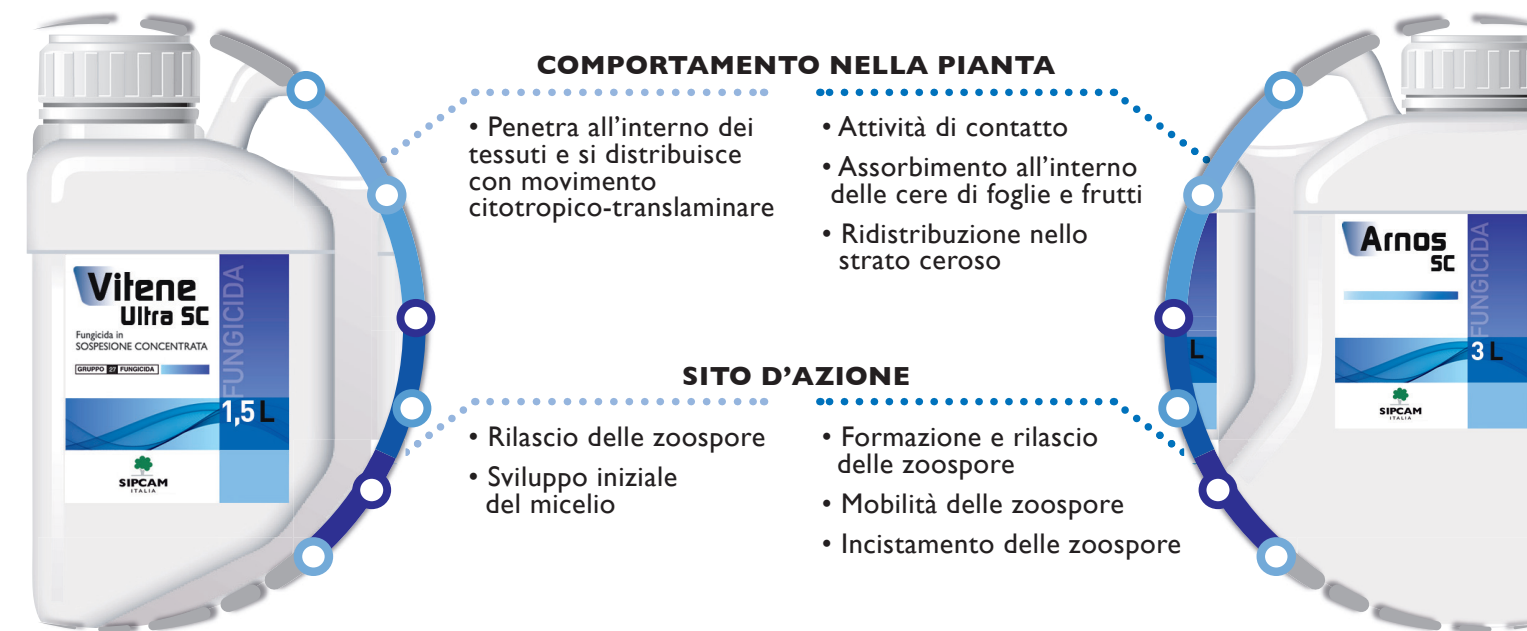 COMPORTAMENTO NELLA PIANTA
• Penetra all'interno dei
tessuti e si distribuisce
con movimento
citotropico-translaminare
• Attività di contatto
• Assorbimento all'interno
delle cere di foglie e frutti
• Ridistribuzione nello
strato ceroso
SITO D'AZIONE
• Rilascio delle zoospore
• Sviluppo iniziale
del micelio
• Formazione e rilascio
delle zoospore
• Mobilità delle zoospore
• Incistamento delle zoospore
Vitene
Ultra SC
Fungicida in
SOSPESIONE CONCENTRATA
GRUPPO 27 FUNGICIDA
FUNGICIDA
1,5 L
SIPCAM
ITALIA
L
Arnos
SC
FUNGICIDA
3 L
SIPCAM
ITALIA